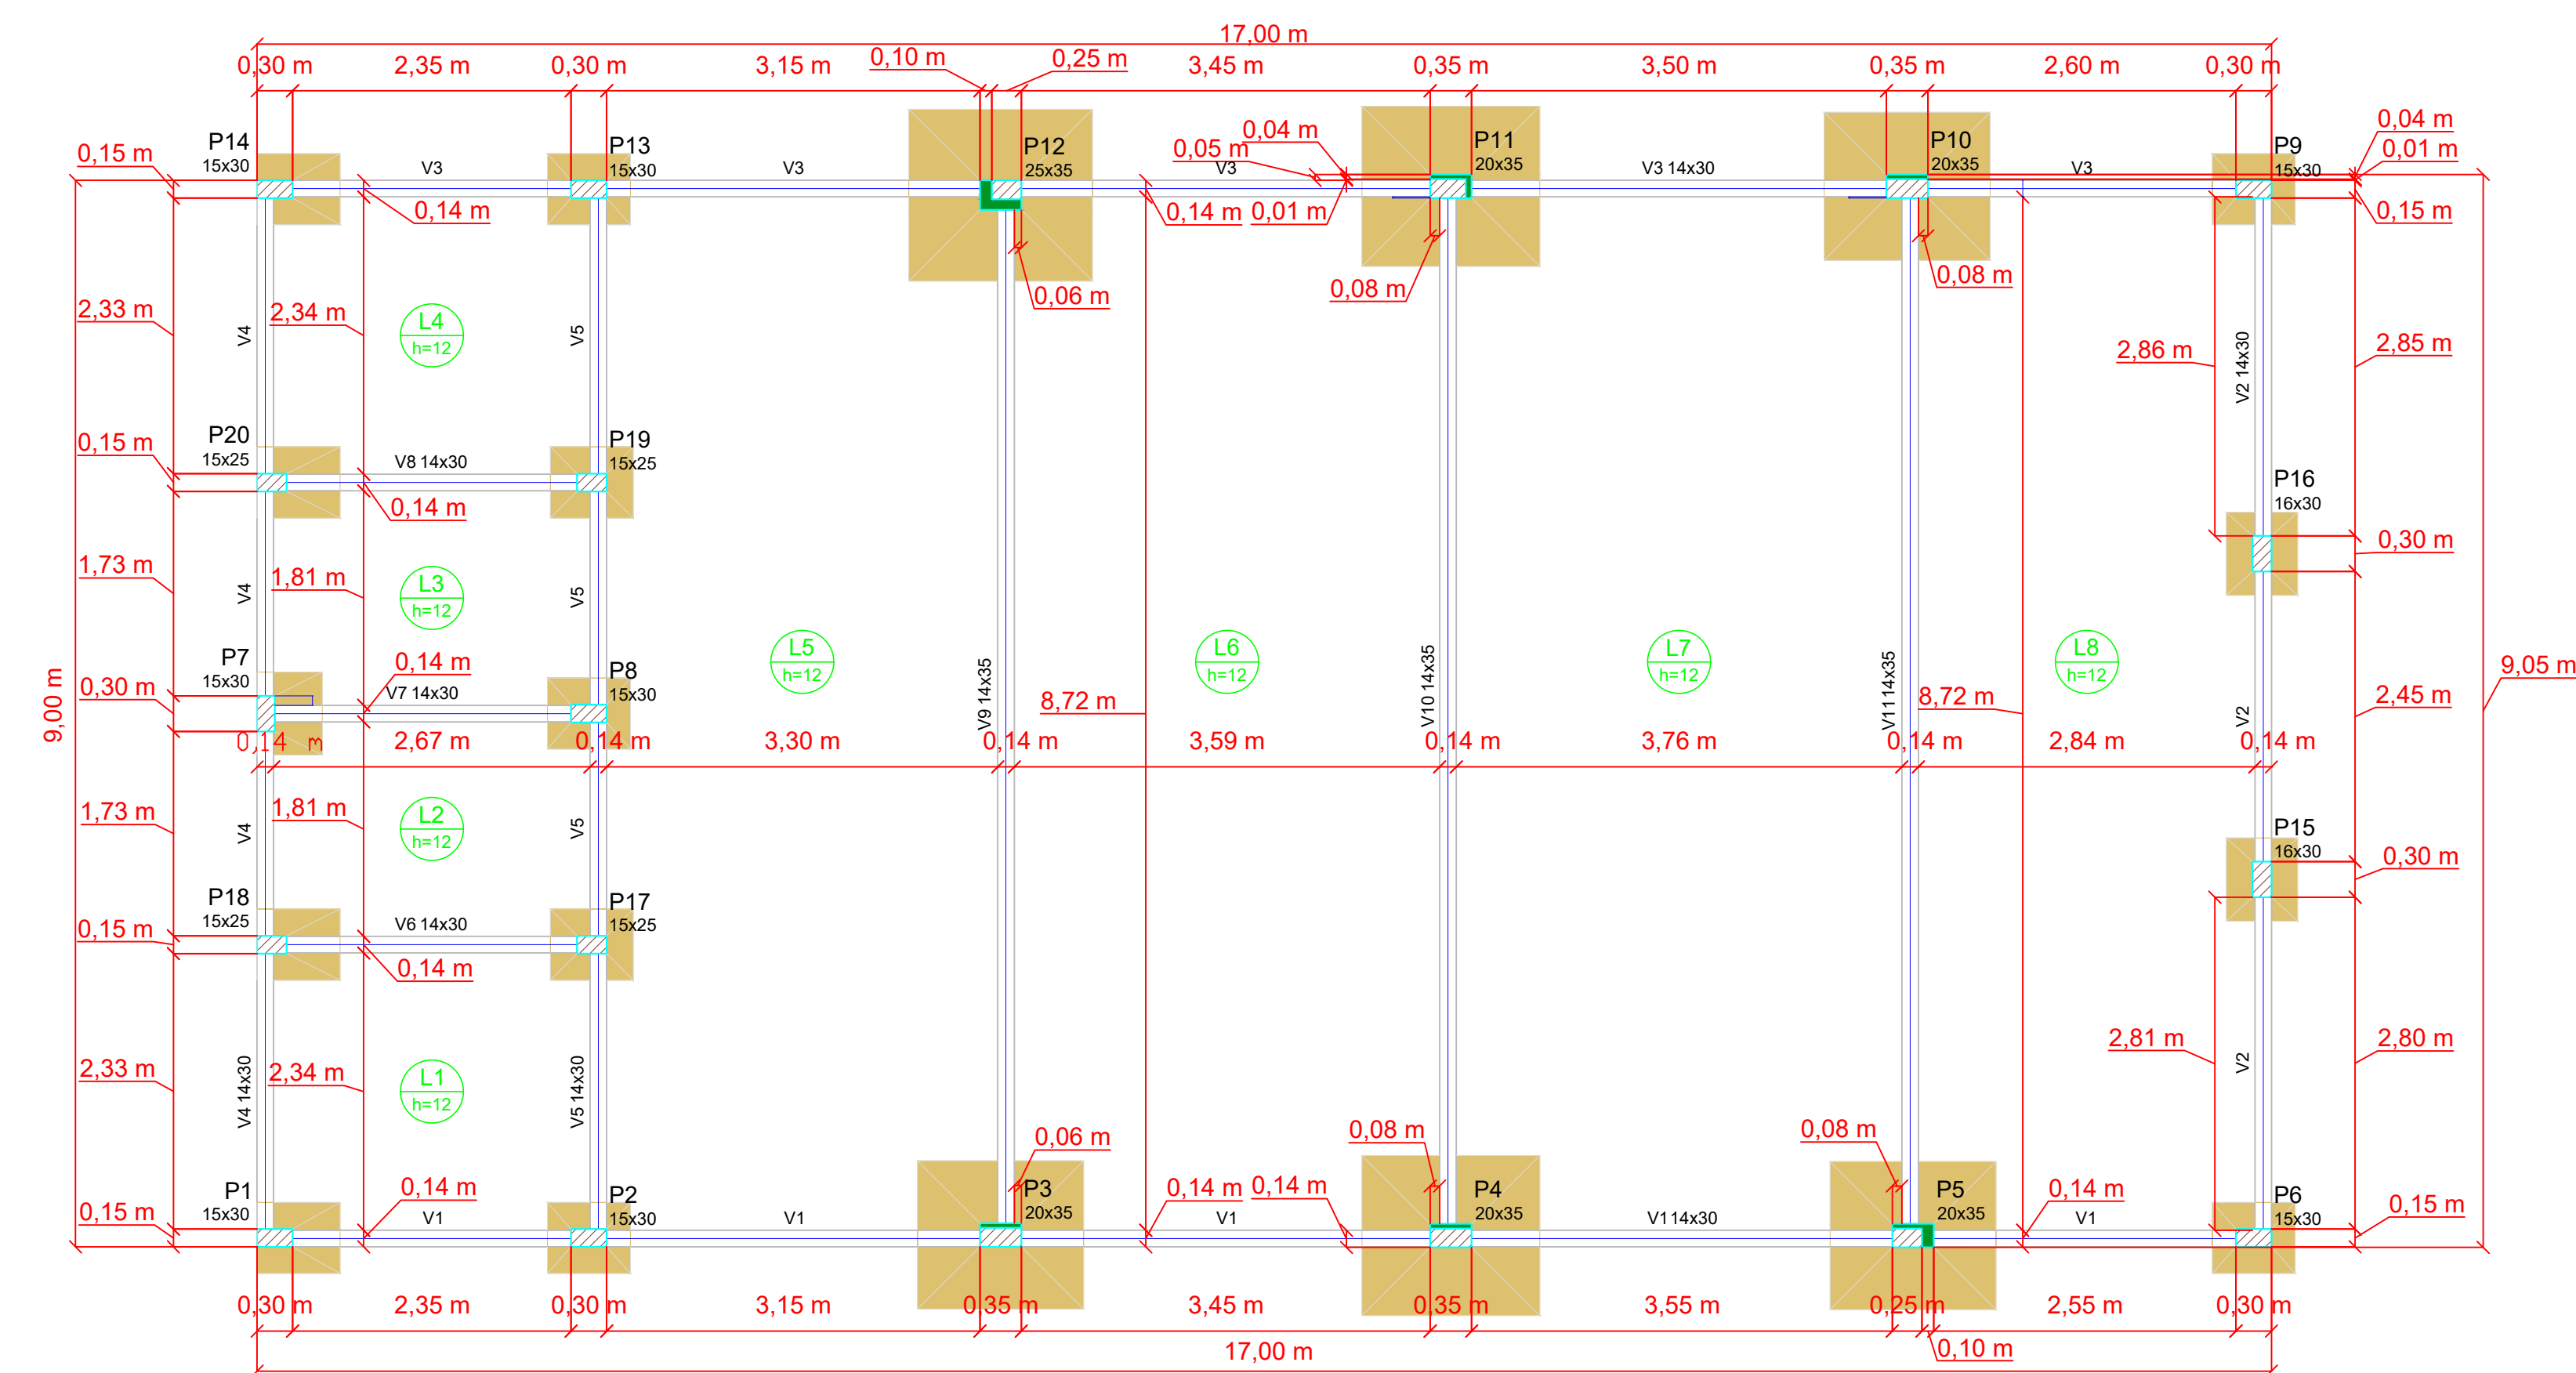 17,00 m
0,30 m
2,35 m
0,30 m
3,15 m
0,10 m
0,25 m
3,45 m
0,35 m
3,50 m
0,35 m
2,60 m
0,30 m
P14
15x30
V3
P13
15x30
V3
P12
25x35
0,04 m
0,05 m
V3
P11
20x35
V3 14x30
P10
20x35
V3
P9
15x30
0,04 m
0,01 m
0,15 m
0,14 m
0,14 m
0,01 m
0,15 m
0,06 m
0,08 m
0,08 m
2,33 m
V4
2,34 m
L4
h=12
V5
2,86 m
V2 14x30
2,85 m
P20
15x25
0,15 m
V8 14x30
P19
15x25
0,14 m
P16
16x30
0,30 m
1,73 m
V4
1,81 m
L3
h=12
V5
P7
15x30
0,30 m
0,14 m
V7 14x30
P8
15x30
L5
h=12
V9 14x35
8,72 m
L6
h=12
V10 14x35
L7
h=12
V11 14x35
8,72 m
L8
h=12
V2
2,45 m
9,05 m
9,00 m
0,14 m
2,67 m
0,14 m
3,30 m
0,14 m
3,59 m
0,14 m
3,76 m
0,14 m
2,84 m
0,14 m
1,73 m
V4
1,81 m
L2
h=12
V5
P15
16x30
0,30 m
P18
15x25
0,15 m
V6 14x30
P17
15x25
0,14 m
2,33 m
V4 14x30
2,34 m
L1
h=12
V5 14x30
2,81 m
V2
2,80 m
0,06 m
0,08 m
0,08 m
P1
15x30
0,15 m
0,14 m
V1
P2
15x30
V1
P3
20x35
0,14 m
0,14 m
V1
P4
20x35
V1 14x30
P5
20x35
0,14 m
V1
P6
15x30
0,15 m
0,30 m
2,35 m
0,30 m
3,15 m
0,35 m
3,45 m
0,35 m
3,55 m
0,25 m
2,55 m
0,30 m
0,10 m
17,00 m